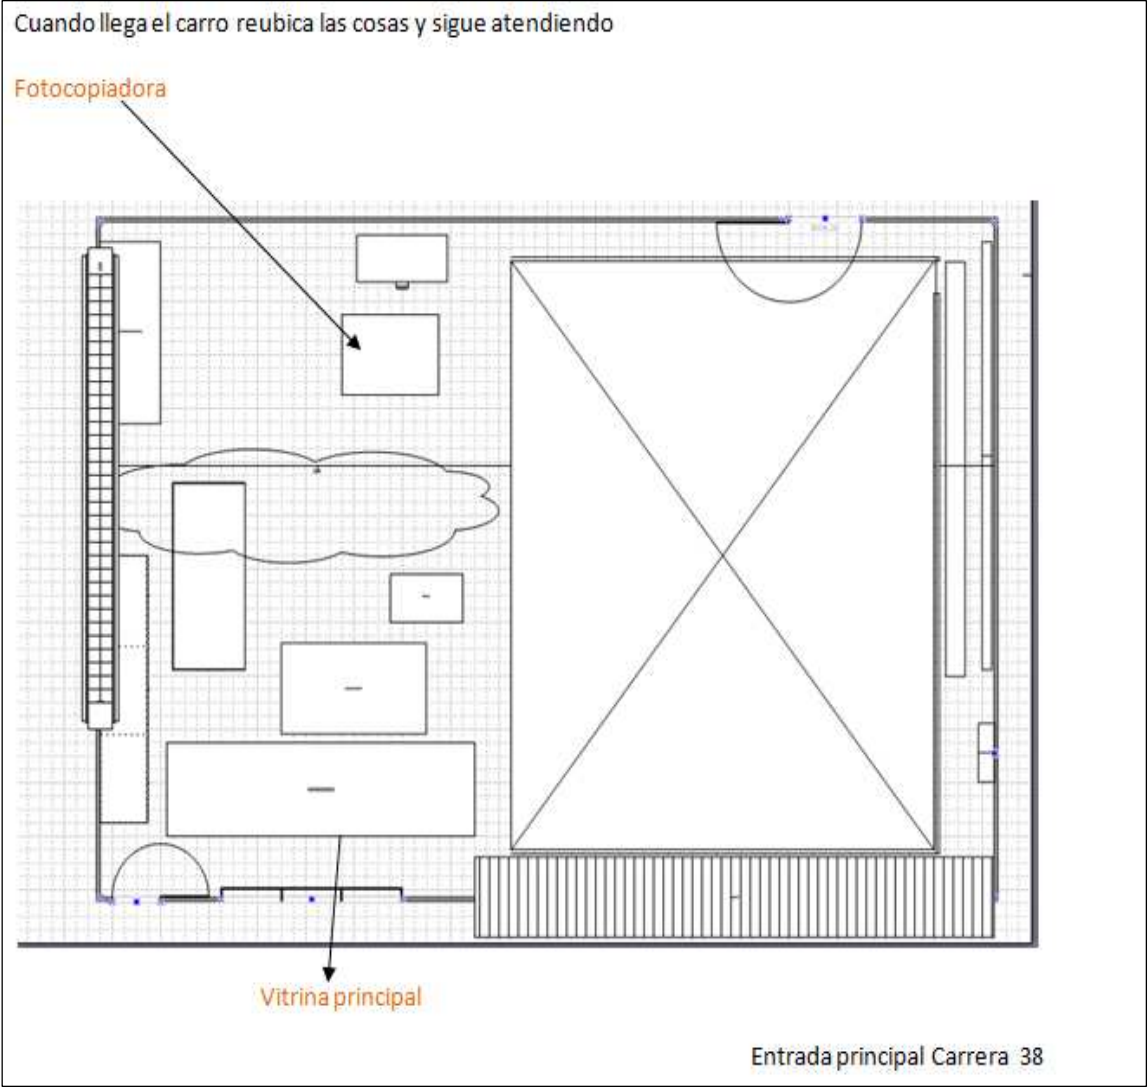 Cuando llega el carro reubica las cosas y sigue atendiendo
Fotocopiadora
Vitrina principal
Entrada principal Carrera 38